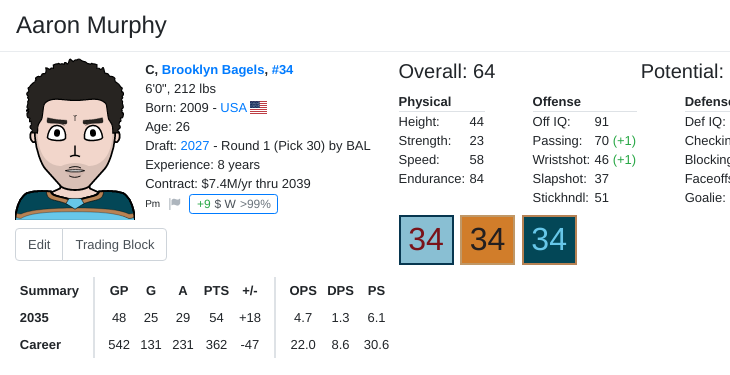 Aaron Murphy
C, Brooklyn Bagels, #34
6'0", 212 lbs
Born: 2009 - USA
Age: 26
Draft: 2027 - Round 1 (Pick 30) by BAL
Experience: 8 years
Contract: $7.4M/yr thru 2039
Pm +9 $ W >99%
Edit Trading Block
Overall: 64 Potential:
Physical Offense Defense
Height: 44 Off IQ: 91 Def IQ:
Strength: 23 Passing: 70 (+1) Checkin
Speed: 58 Wristshot: 46 (+1) Blocking
Endurance: 84 Slapshot: 37 Faceoffs
Stickhndl: 51 Goalie:
34 34 34
Summary GP G A PTS +/- OPS DPS PS
2035 48 25 29 54 +18 4.7 1.3 6.1
Career 542 131 231 362 -47 22.0 8.6 30.6